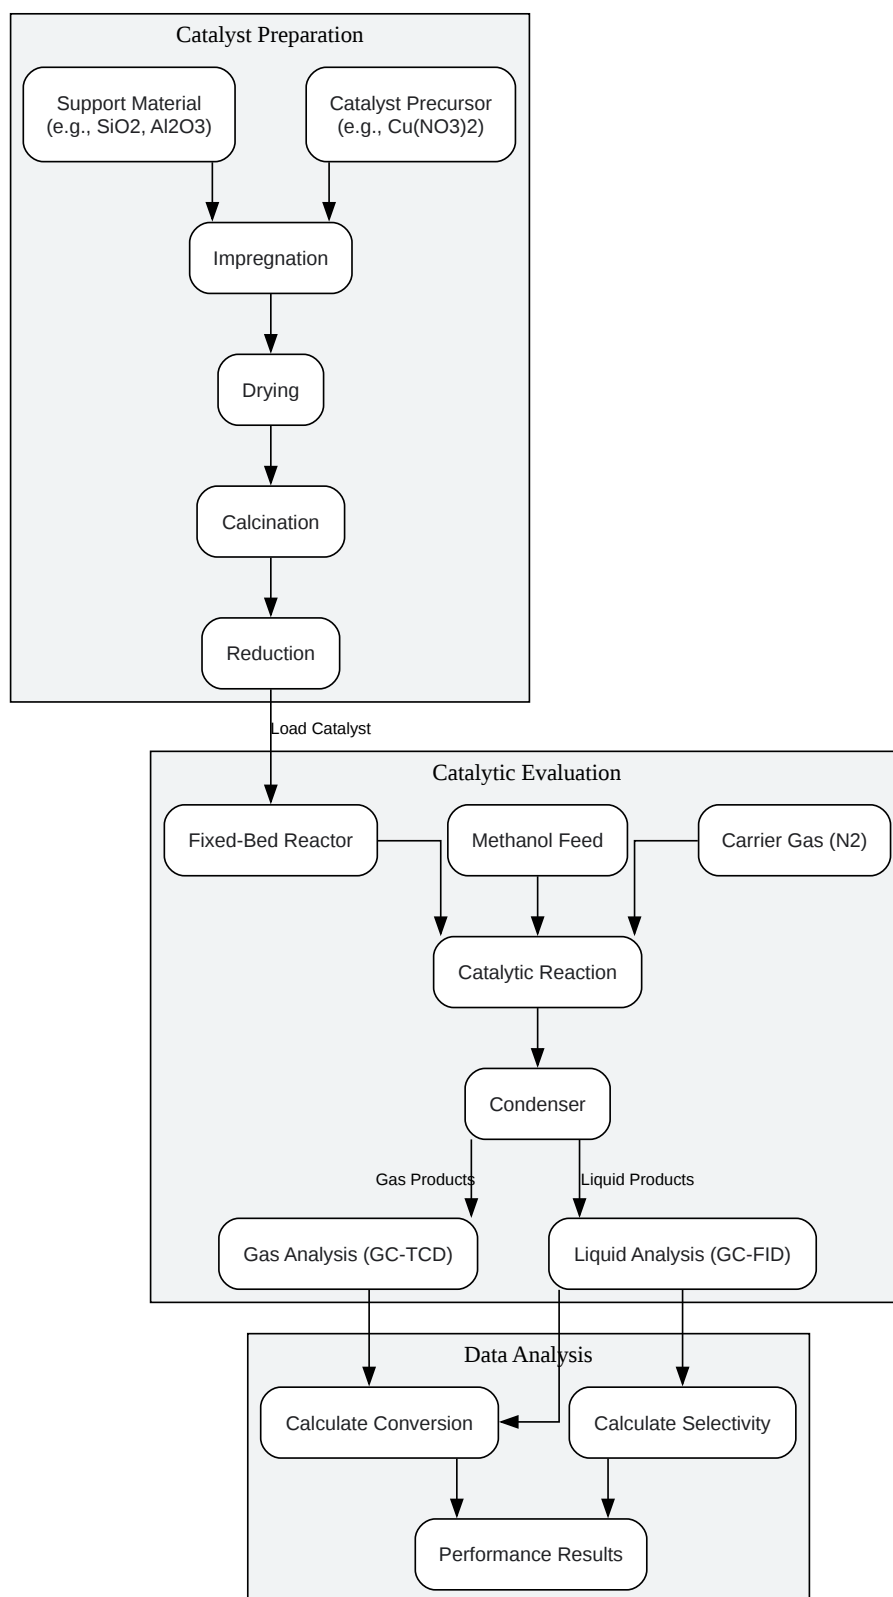 Catalyst Preparation
Support Material
(e.g., SiO2, Al2O3)
Catalyst Precursor
(e.g., Cu(NO3)2)
Impregnation
Drying
Calcination
Reduction
Load Catalyst
Catalytic Evaluation
Fixed-Bed Reactor
Methanol Feed
Carrier Gas (N2)
Catalytic Reaction
Condenser
Gas Products
Liquid Products
Gas Analysis (GC-TCD)
Liquid Analysis (GC-FID)
Data Analysis
Calculate Conversion
Calculate Selectivity
Performance Results